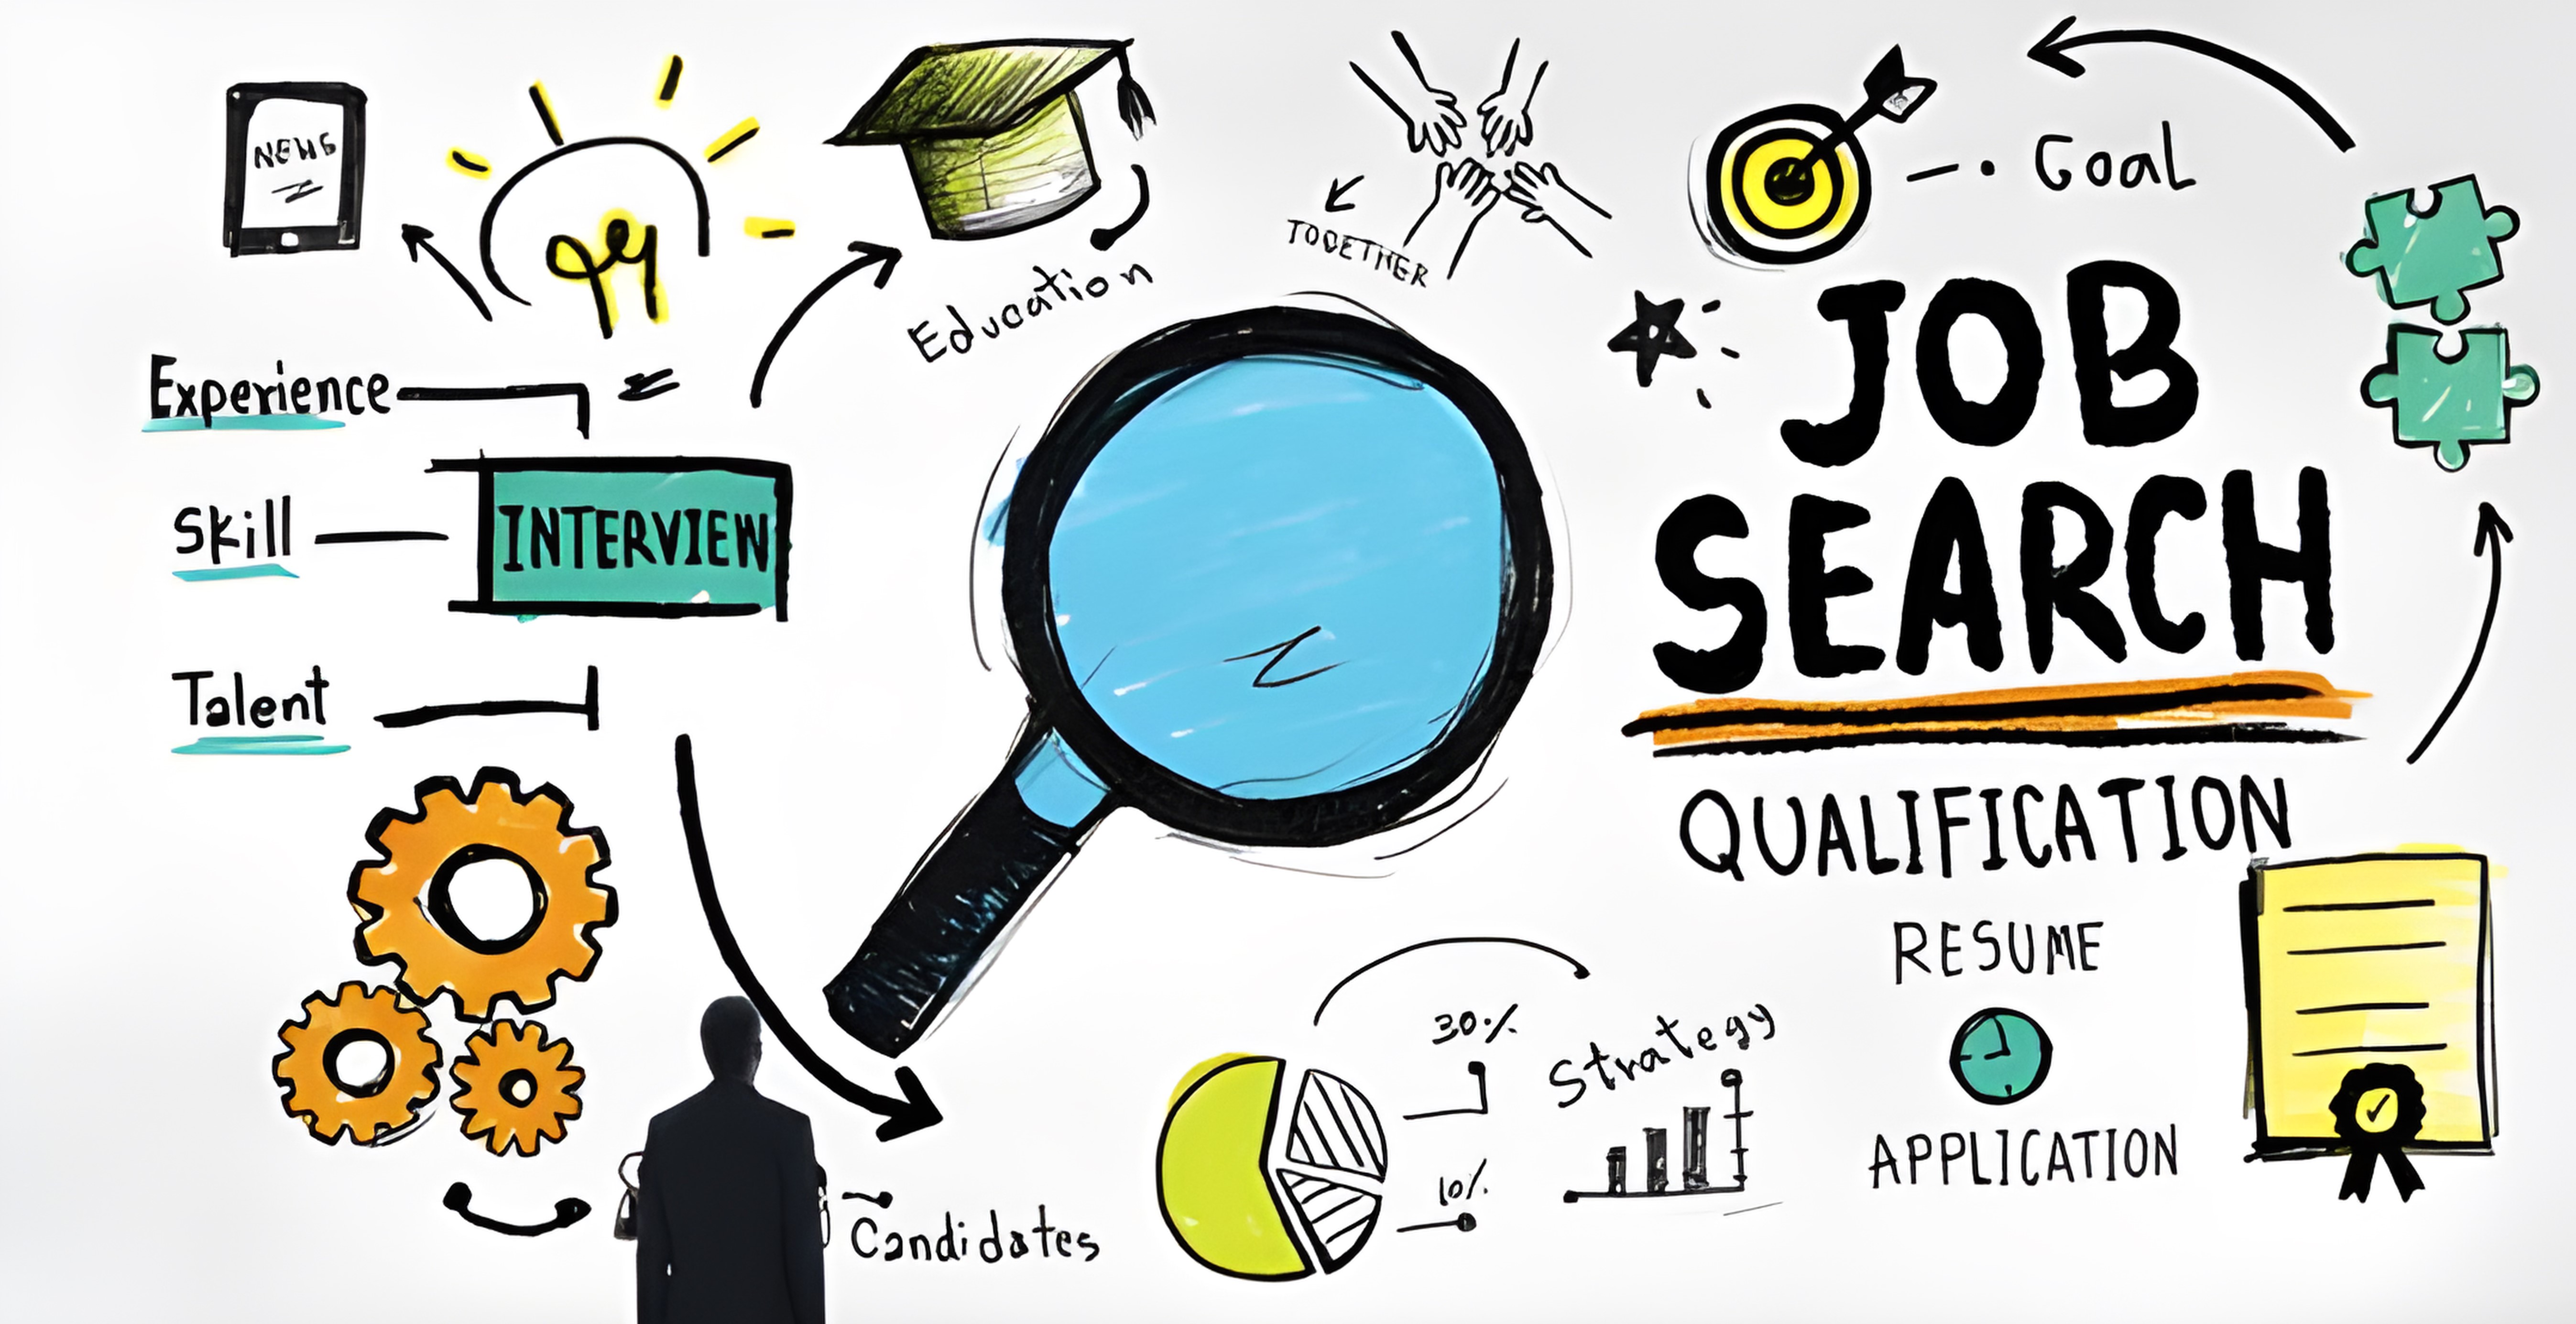 NEWS
Experience
Skill
Talent
INTERVIEW
Education
TOGETHER
Goal
JOB
SEARCH
QUALIFICATION
RESUME
APPLICATION
Candidates
30%
10%
Strategy